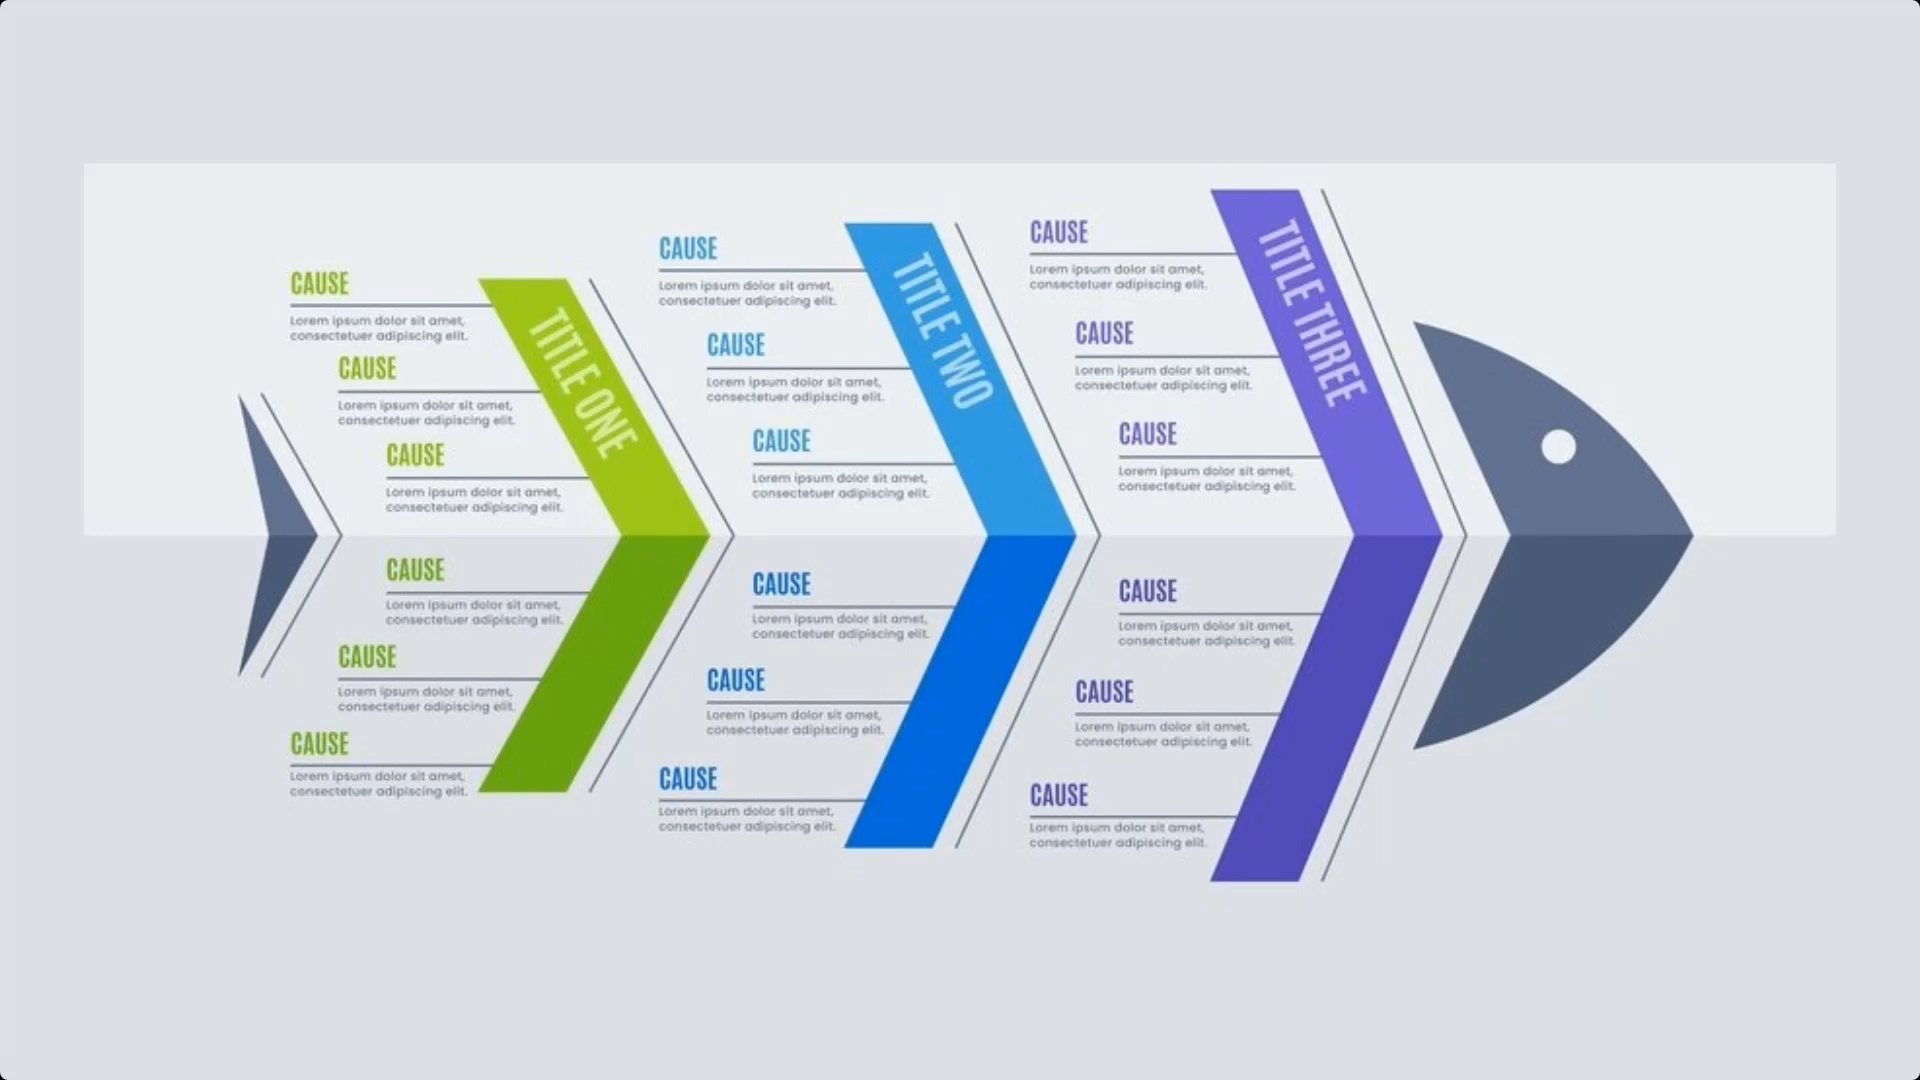 CAUSE
Lorem ipsum dolor sit amet,
consectetuer adipiscing elit.
CAUSE
Lorem ipsum dolor sit amet,
consectetuer adipiscing elit.
CAUSE
Lorem ipsum dolor sit amet,
consectetuer adipiscing elit.
TITLE ONE
CAUSE
Lorem ipsum dolor sit amet,
consectetuer adipiscing elit.
CAUSE
Lorem ipsum dolor sit amet,
consectetuer adipiscing elit.
CAUSE
Lorem ipsum dolor sit amet,
consectetuer adipiscing elit.
CAUSE
Lorem ipsum dolor sit amet,
consectetuer adipiscing elit.
CAUSE
Lorem ipsum dolor sit amet,
consectetuer adipiscing elit.
CAUSE
Lorem ipsum dolor sit amet,
consectetuer adipiscing elit.
TITLE TWO
CAUSE
Lorem ipsum dolor sit amet,
consectetuer adipiscing elit.
CAUSE
Lorem ipsum dolor sit amet,
consectetuer adipiscing elit.
CAUSE
Lorem ipsum dolor sit amet,
consectetuer adipiscing elit.
CAUSE
Lorem ipsum dolor sit amet,
consectetuer adipiscing elit.
CAUSE
Lorem ipsum dolor sit amet,
consectetuer adipiscing elit.
CAUSE
Lorem ipsum dolor sit amet,
consectetuer adipiscing elit.
TITLE THREE
CAUSE
Lorem ipsum dolor sit amet,
consectetuer adipiscing elit.
CAUSE
Lorem ipsum dolor sit amet,
consectetuer adipiscing elit.
CAUSE
Lorem ipsum dolor sit amet,
consectetuer adipiscing elit.